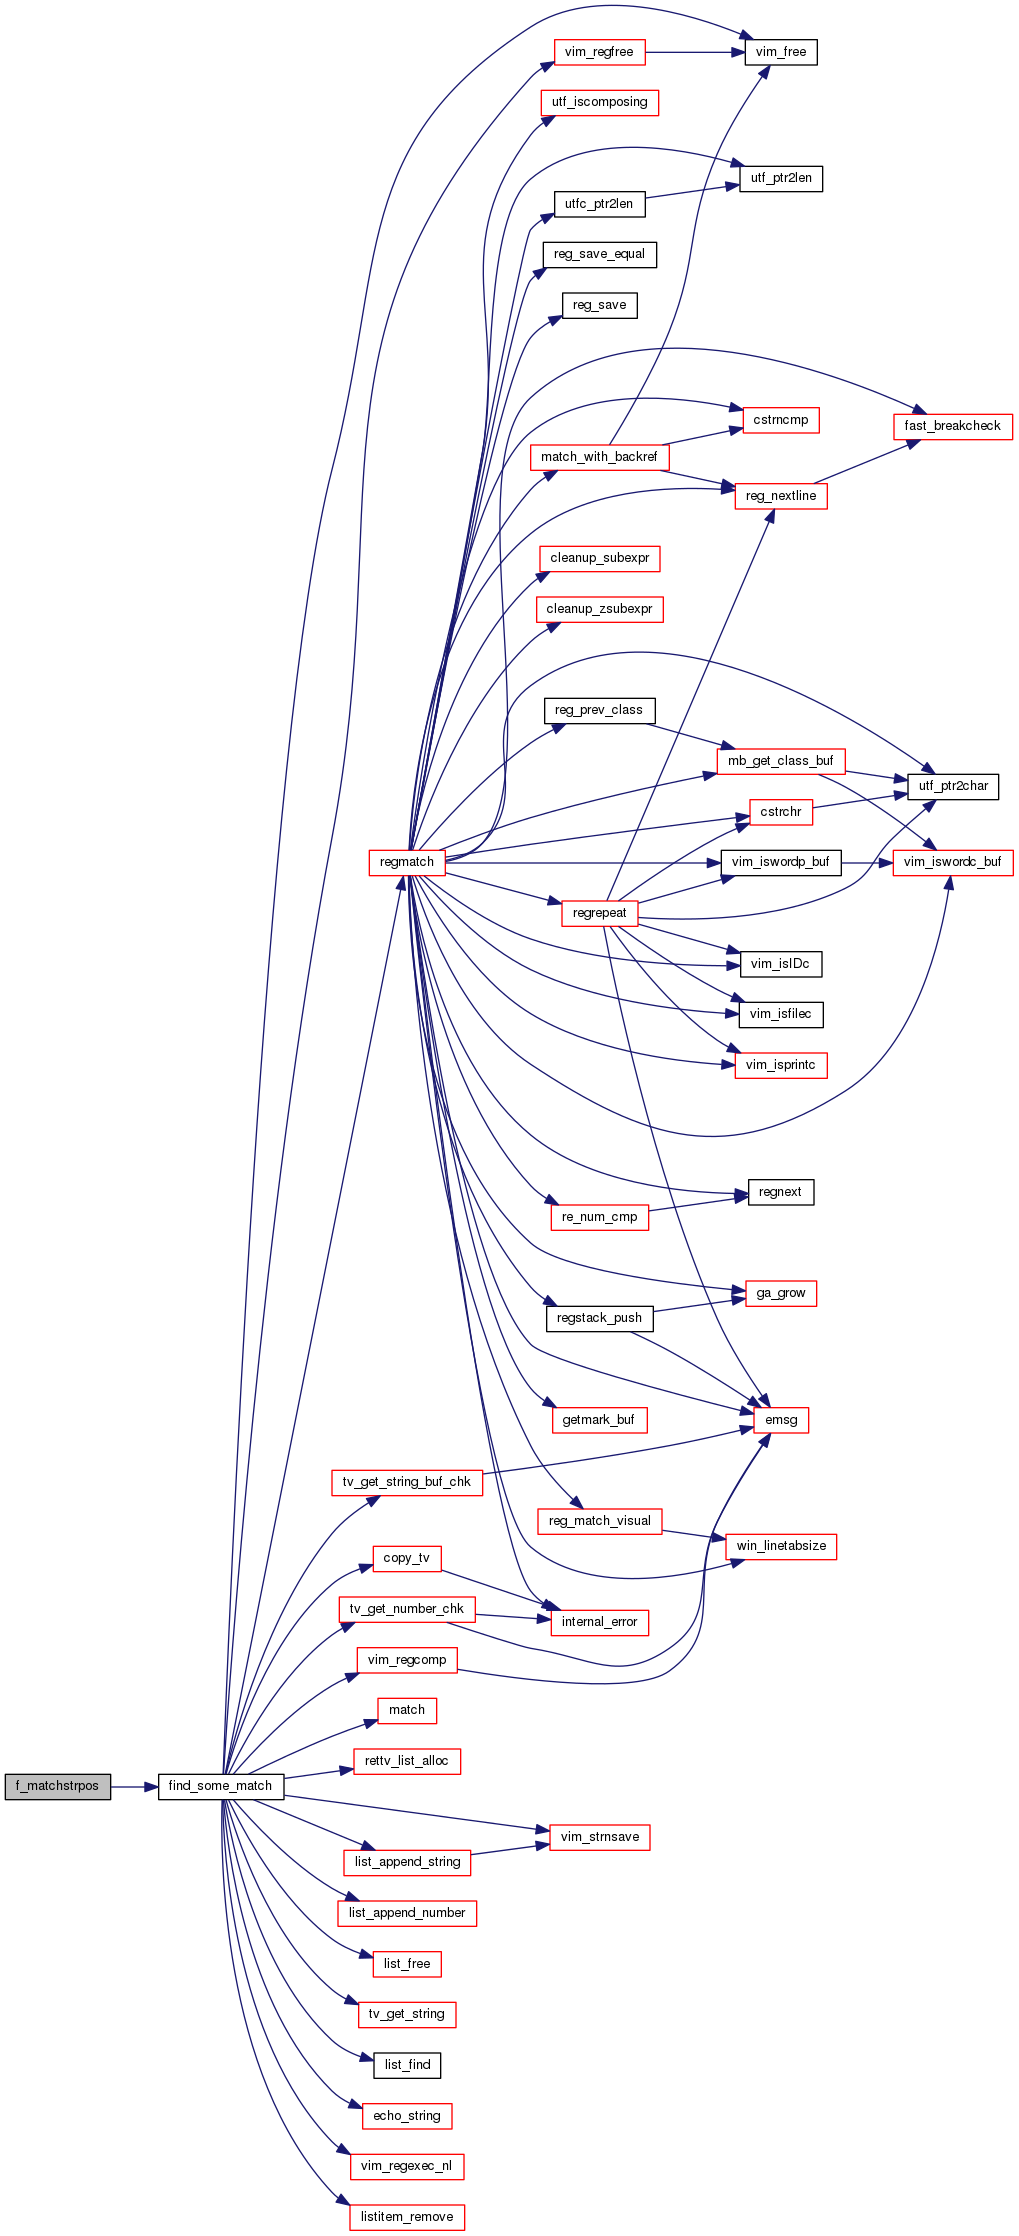 vim_regfree
vim_free
utf_iscomposing
utf_ptr2len
utfc_ptr2len
reg_save_equal
reg_save
cstrncmp
fast_breakcheck
match_with_backref
reg_nextline
cleanup_subexpr
cleanup_zsubexpr
reg_prev_class
mb_get_class_buf
utf_ptr2char
cstrchr
regmatch
vim_iswordp_buf
vim_iswordc_buf
regrepeat
vim_isIDc
vim_isfilec
vim_isprintc
regnext
re_num_cmp
ga_grow
regstack_push
getmark_buf
emsg
tv_get_string_buf_chk
reg_match_visual
win_linetabsize
copy_tv
tv_get_number_chk
internal_error
vim_regcomp
match
rettv_list_alloc
f_matchstrpos
find_some_match
vim_strnsave
list_append_string
list_append_number
list_free
tv_get_string
list_find
echo_string
vim_regexec_nl
listitem_remove